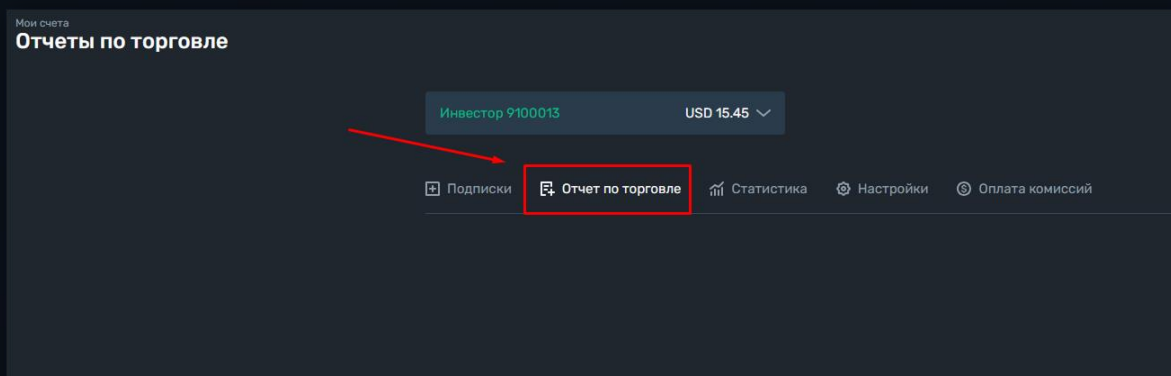 Мои счета
Отчеты по торговле
Инвестор 9100013 USD 15.45
Подписки Отчет по торговле Статистика Настройки Оплата комиссий